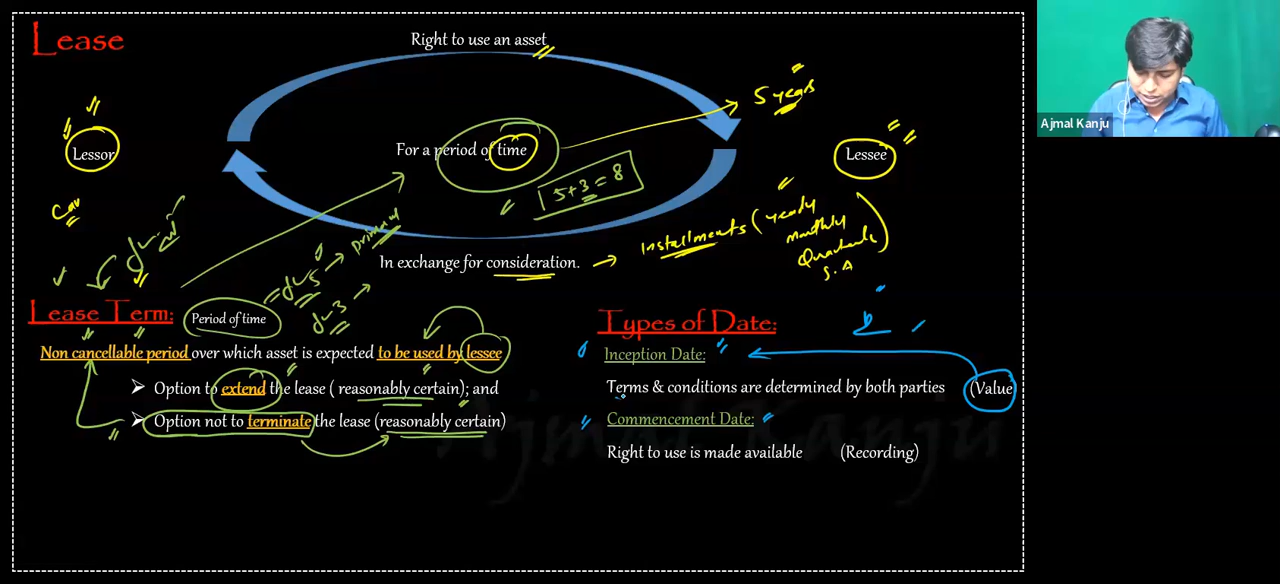 Lease
Right to use an asset
5 years
Ajmal Kanju
Lessor
For a period of time
Lessee
5+3=8
Installments (yearly
monthly
S.A
In exchange for consideration.
Lease Term:
Period of time
Types of Date:
Non cancellable period over which asset is expected to be used by lessee
Inception Date:
➢ Option to extend the lease ( reasonably certain); and
Terms & conditions are determined by both parties (Value
➢ Option not to terminate the lease (reasonably certain)
Commencement Date:
Right to use is made available (Recording)
Ajmal Kanju